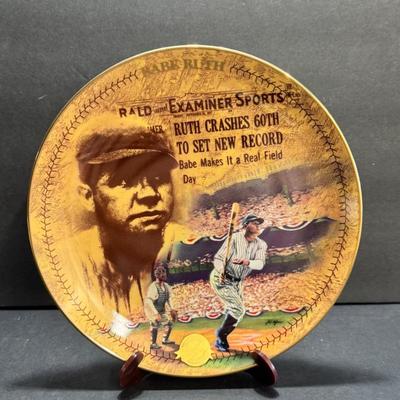 BABE RUTH
RALD and EXAMINER SPORTS
RUTH CRASHES 60TH
TO SET NEW RECORD
Babe Makes It a Real Field
Day